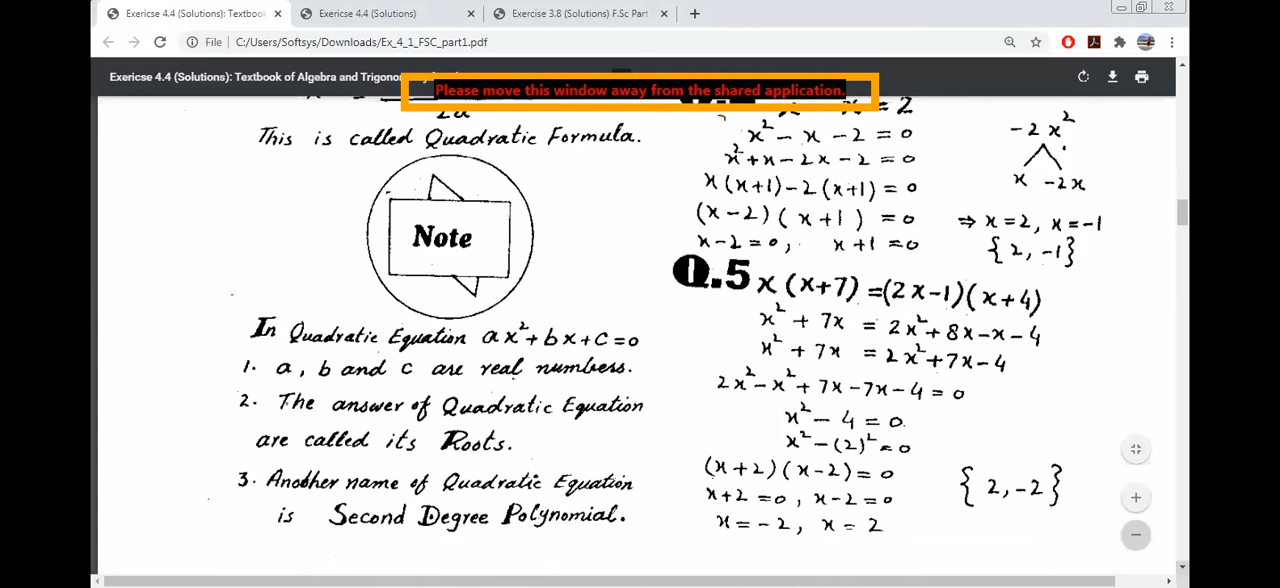 Exericse 4.4 (Solutions): Textbook
Exericse 4.4 (Solutions)
Exercise 3.8 (Solutions) F.Sc Part
File C:/Users/Softsys/Downloads/Ex_4_1_FSC_part1.pdf
Exericse 4.4 (Solutions): Textbook of Algebra and
Please move this window away from the shared application.
2a
This is called Quadratic Formula.
Note
In Quadratic Equation ax²+bx+c=0
1. a, b and c are real numbers.
2. The answer of Quadratic Equation
are called its Roots.
3. Another name of Quadratic Equation
is Second Degree Polynomial.
x² - x = 2
x² - x - 2 = 0
x² + x - 2x - 2 = 0
x(x+1) - 2(x+1) = 0
(x-2)(x+1) = 0
x-2=0, x+1=0
-2x²
x -2x
⇒ x=2, x=-1
{2, -1}
Q.5 x(x+7) =(2x-1)(x+4)
x² + 7x = 2x² + 8x - x - 4
x² + 7x = 2x² + 7x - 4
2x² - x² + 7x - 7x - 4 = 0
x² - 4 = 0
x² - (2)² = 0
(x+2)(x-2) = 0
x+2 = 0, x-2 = 0
x = -2, x = 2
{2, -2}